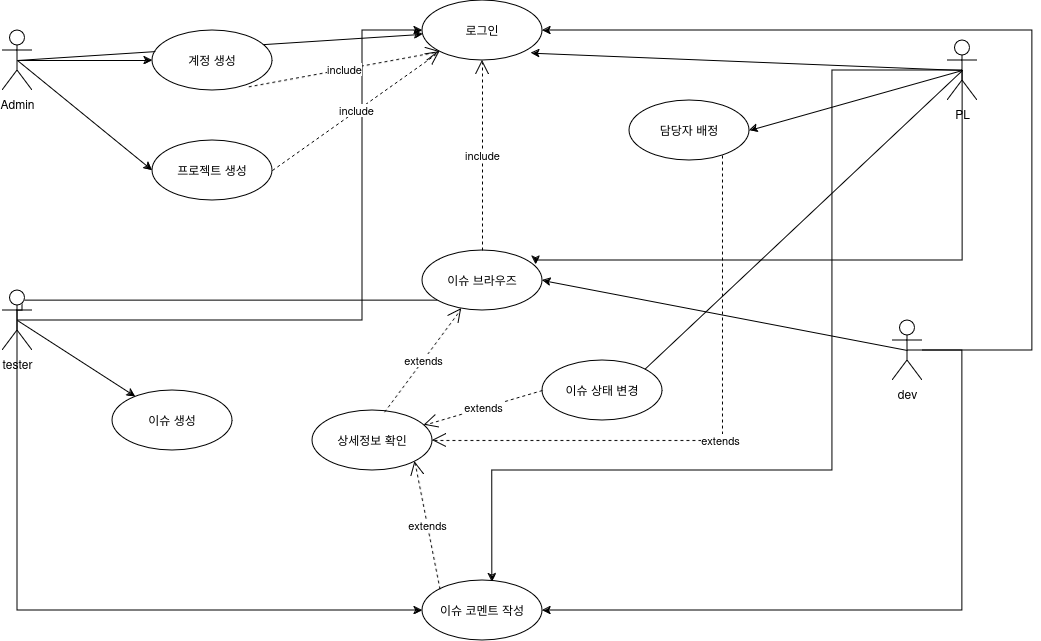 로그인
계정 생성
include
Admin
PL
include
담당자 배정
프로젝트 생성
include
이슈 브라우즈
tester
extends
dev
이슈 상태 변경
extends
이슈 생성
상세정보 확인
extends
extends
이슈 코멘트 작성